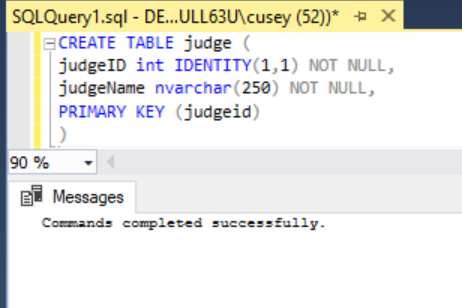 SQLQuery1.sql - DE...ULL63U\cusey (52))*
CREATE TABLE judge (
judgeID int IDENTITY(1,1) NOT NULL,
judgeName nvarchar(250) NOT NULL,
PRIMARY KEY (judgeid)
)
90 %
Messages
Commands completed successfully.